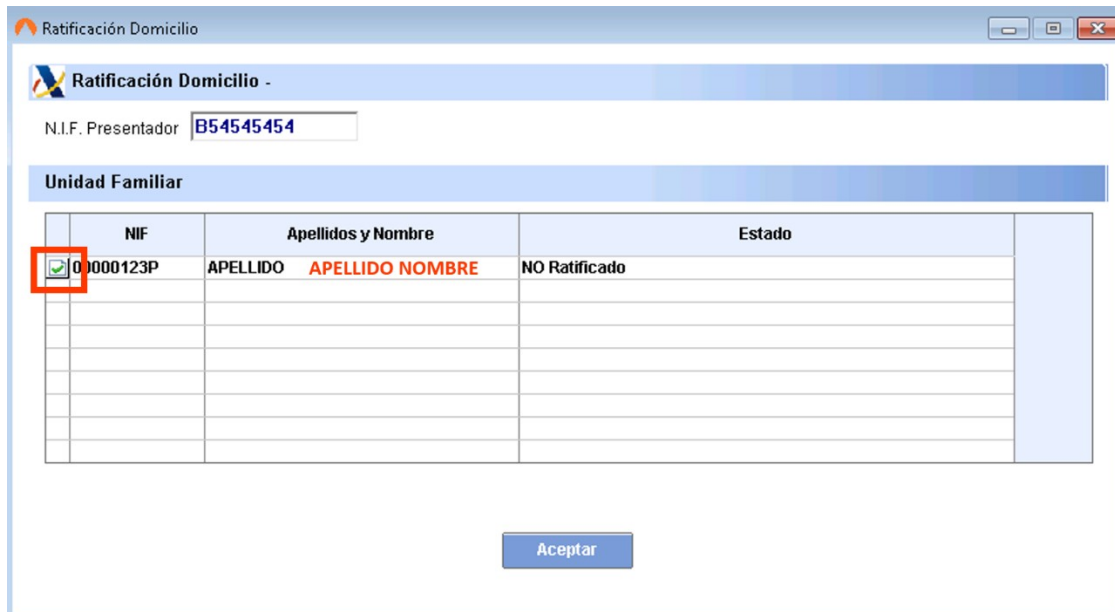 Ratificación Domicilio
Ratificación Domicilio -
N.I.F. Presentador B54545454
Unidad Familiar
NIF Apellidos y Nombre Estado
00000123P APELLIDO APELLIDO NOMBRE NO Ratificado
Aceptar